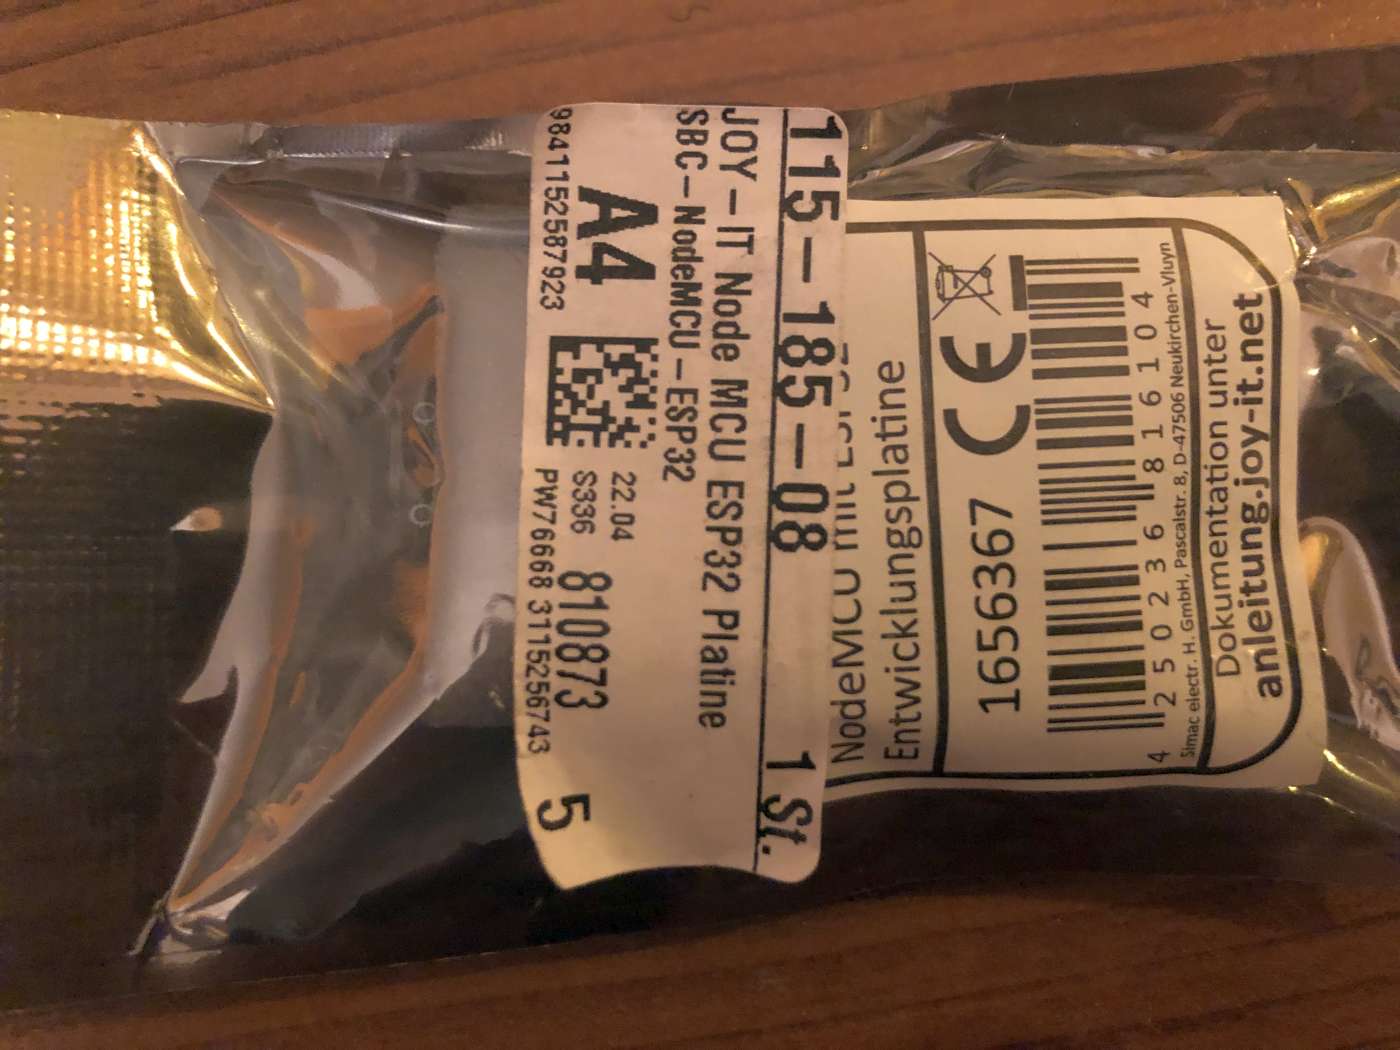 115-185-08 1 St.
JOY-IT Node MCU ESP32 Platine
SBC-NodeMCU-ESP32
A4
22.04
S336 810873
9841152587923
PW76668 3115256743 5
NodeMCU mit
Entwicklungsplatine
1656367 CE
4 250236 816104
Simac electr. H. GmbH, Pascalstr. 8, D-47506 Neukirchen-Vluyn
Dokumentation unter
anleitung.joy-it.net